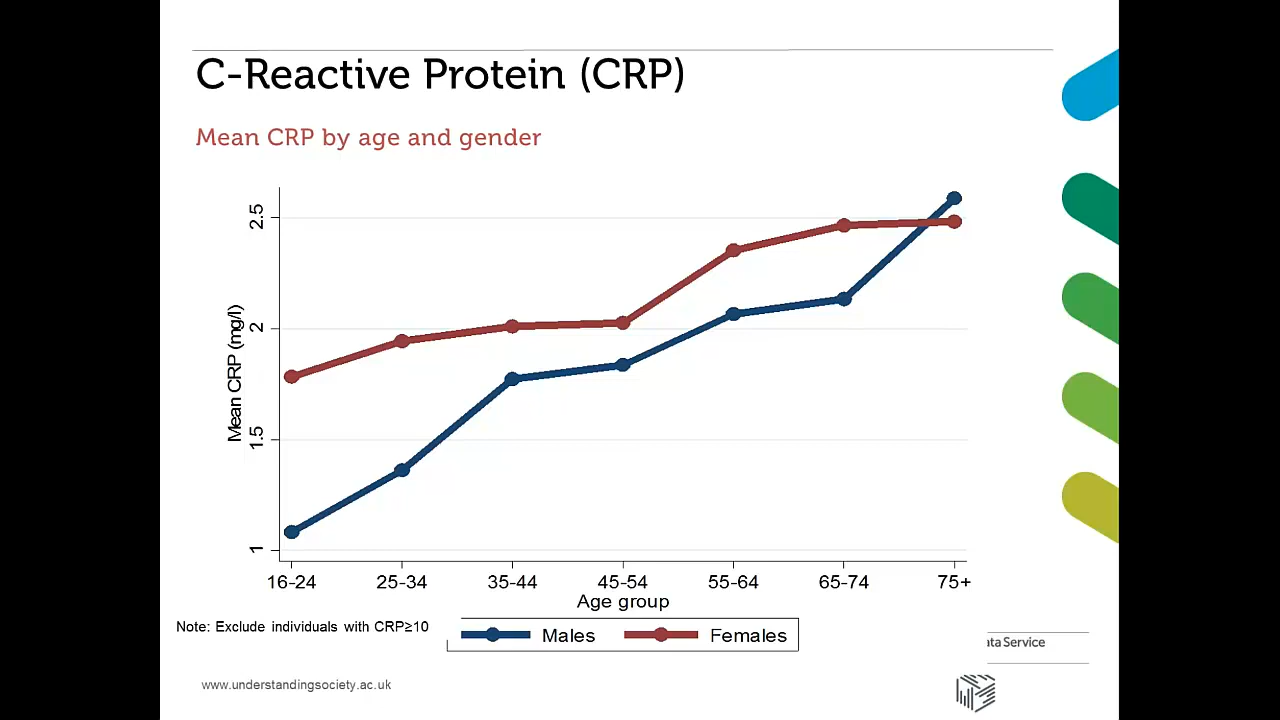 C-Reactive Protein (CRP)
Mean CRP by age and gender
Mean CRP (mg/l)
2.5
2
1.5
1
16-24 25-34 35-44 45-54 55-64 65-74 75+
Age group
Note: Exclude individuals with CRP≥10
Males Females
ata Service
www.understandingsociety.ac.uk